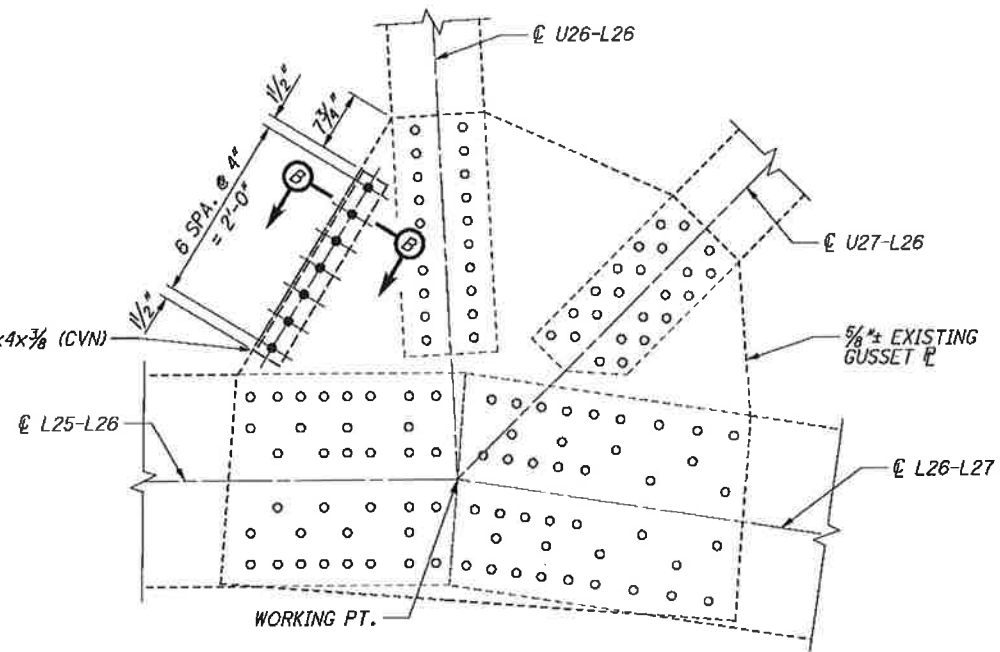 ℄ U26-L26
1½"
7¾"
6 SPA. @ 4"
= 2'-0"
B
B
1½"
℄ U27-L26
x4x⅜ (CVN)
⅝"± EXISTING
GUSSET ⅊
℄ L25-L26
℄ L26-L27
WORKING PT.